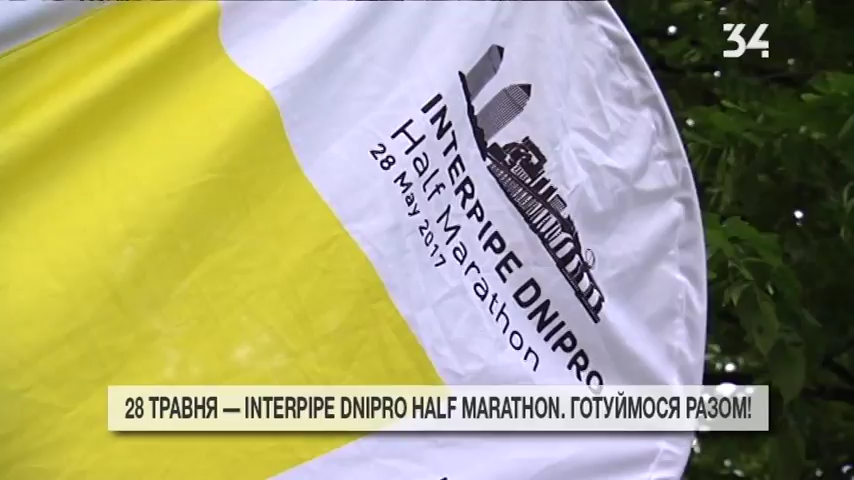 34
INTERPIPE DNIPRO
Half Marathon
28 May 2017
28 ТРАВНЯ — INTERPIPE DNIPRO HALF MARATHON. ГОТУЙМОСЯ РАЗОМ!